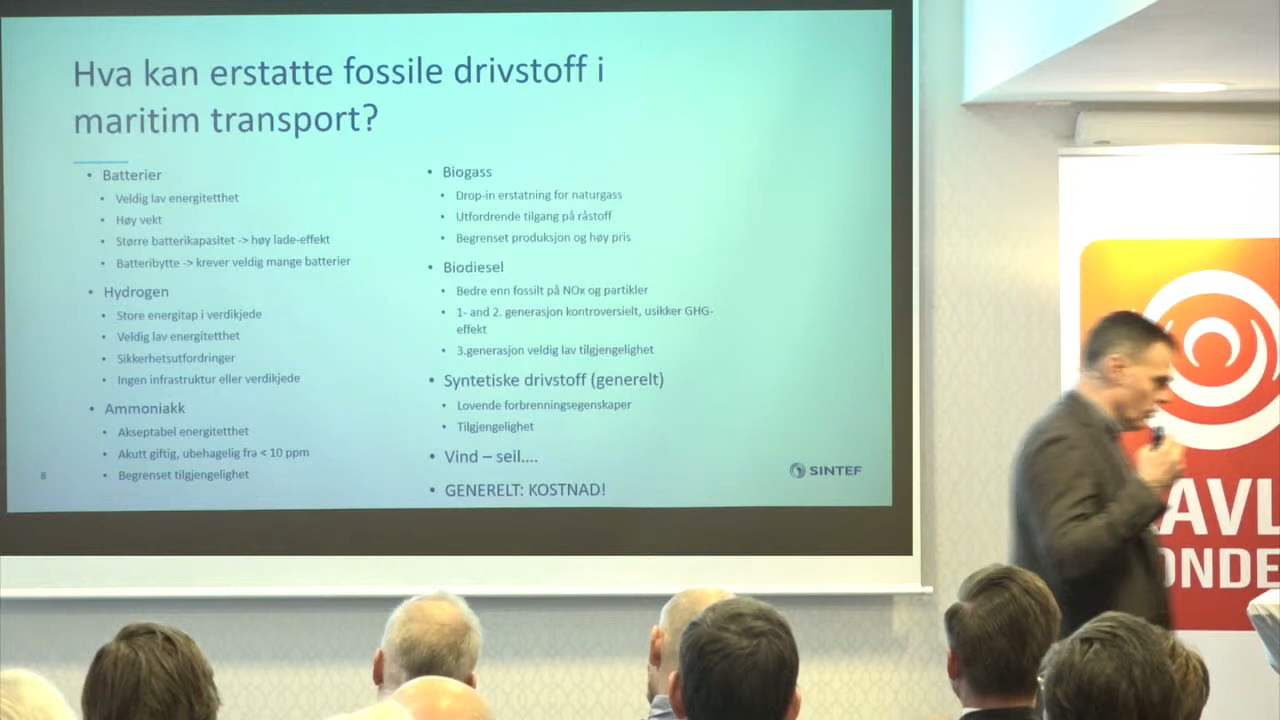 Hva kan erstatte fossile drivstoff i
maritim transport?
• Batterier
• Veldig lav energitetthet
• Høy vekt
• Større batterikapasitet -> høy lade-effekt
• Batteribytte -> krever veldig mange batterier
• Hydrogen
• Store energitap i verdikjede
• Veldig lav energitetthet
• Sikkerhetsutfordringer
• Ingen infrastruktur eller verdikjede
• Ammoniakk
• Akseptabel energitetthet
• Akutt giftig, ubehagelig fra < 10 ppm
• Begrenset tilgjengelighet
• Biogass
• Drop-in erstatning for naturgass
• Utfordrende tilgang på råstoff
• Begrenset produksjon og høy pris
• Biodiesel
• Bedre enn fossilt på NOx og partikler
• 1- and 2. generasjon kontroversielt, usikker GHG-
effekt
• 3.generasjon veldig lav tilgjengelighet
• Syntetiske drivstoff (generelt)
• Lovende forbrenningsegenskaper
• Tilgjengelighet
• Vind – seil....
• GENERELT: KOSTNAD!
8
SINTEF
AVL
ONDE